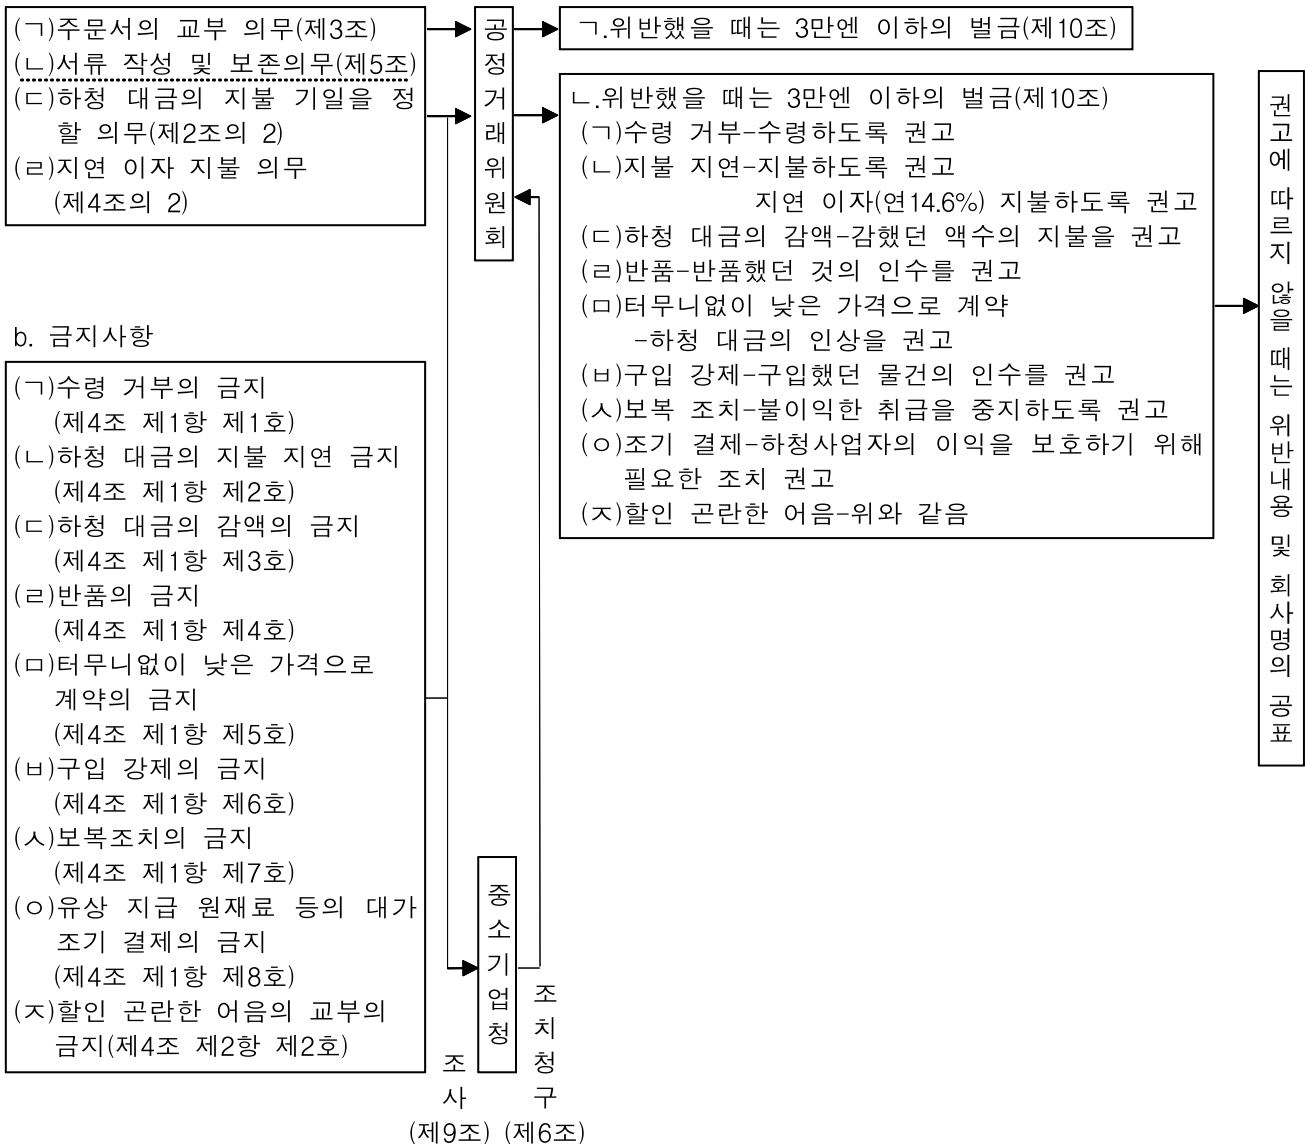 (ㄱ)주문서의 교부 의무(제3조)
(ㄴ)서류 작성 및 보존의무(제5조)
(ㄷ)하청 대금의 지불 기일을 정
할 의무(제2조의 2)
(ㄹ)지연 이자 지불 의무
(제4조의 2)
공정거래위원회
ㄱ.위반했을 때는 3만엔 이하의 벌금(제10조)
ㄴ.위반했을 때는 3만엔 이하의 벌금(제10조)
(ㄱ)수령 거부-수령하도록 권고
(ㄴ)지불 지연-지불하도록 권고
지연 이자(연14.6%) 지불하도록 권고
(ㄷ)하청 대금의 감액-감했던 액수의 지불을 권고
(ㄹ)반품-반품했던 것의 인수를 권고
(ㅁ)터무니없이 낮은 가격으로 계약
-하청 대금의 인상을 권고
(ㅂ)구입 강제-구입했던 물건의 인수를 권고
(ㅅ)보복 조치-불이익한 취급을 중지하도록 권고
(ㅇ)조기 결제-하청사업자의 이익을 보호하기 위해
필요한 조치 권고
(ㅈ)할인 곤란한 어음-위와 같음
권고에 따르지 않을 때는 위반내용 및 회사명의 공표
b. 금지사항
(ㄱ)수령 거부의 금지
(제4조 제1항 제1호)
(ㄴ)하청 대금의 지불 지연 금지
(제4조 제1항 제2호)
(ㄷ)하청 대금의 감액의 금지
(제4조 제1항 제3호)
(ㄹ)반품의 금지
(제4조 제1항 제4호)
(ㅁ)터무니없이 낮은 가격으로
계약의 금지
(제4조 제1항 제5호)
(ㅂ)구입 강제의 금지
(제4조 제1항 제6호)
(ㅅ)보복조치의 금지
(제4조 제1항 제7호)
(ㅇ)유상 지급 원재료 등의 대가
조기 결제의 금지
(제4조 제1항 제8호)
(ㅈ)할인 곤란한 어음의 교부의
금지(제4조 제2항 제2호)
중소기업청
조사
(제9조)
조치청구
(제6조)